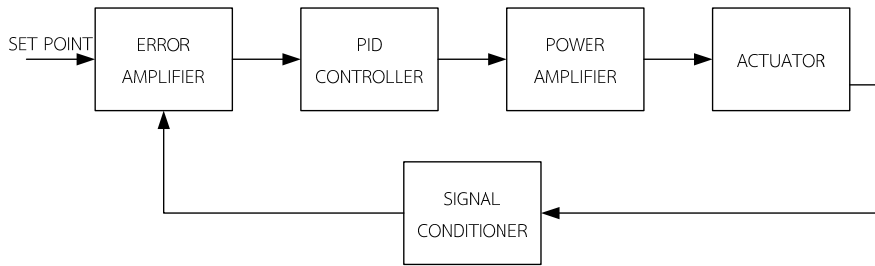 SET POINT
ERROR
AMPLIFIER
PID
CONTROLLER
POWER
AMPLIFIER
ACTUATOR
SIGNAL
CONDITIONER